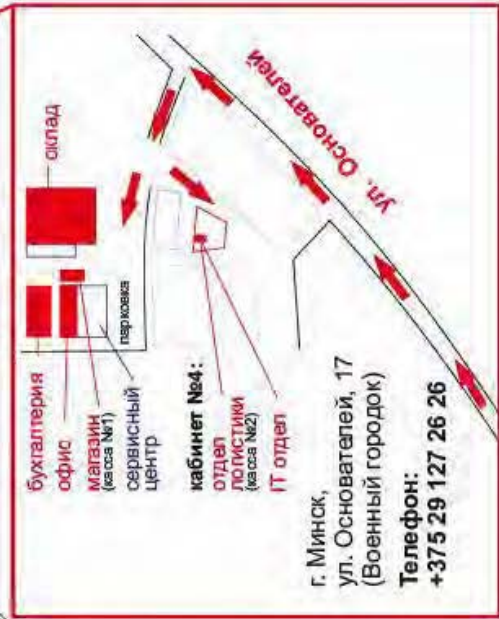 бухгалтерия
офис
магазин
(касса №1)
сервисный
центр
оклад
парковка
кабинет №4:
отдел
логистики
(касса №2)
IT отдел
ул. Основателей
г. Минск,
ул. Основателей, 17
(Военный городок)
Телефон:
+375 29 127 26 26